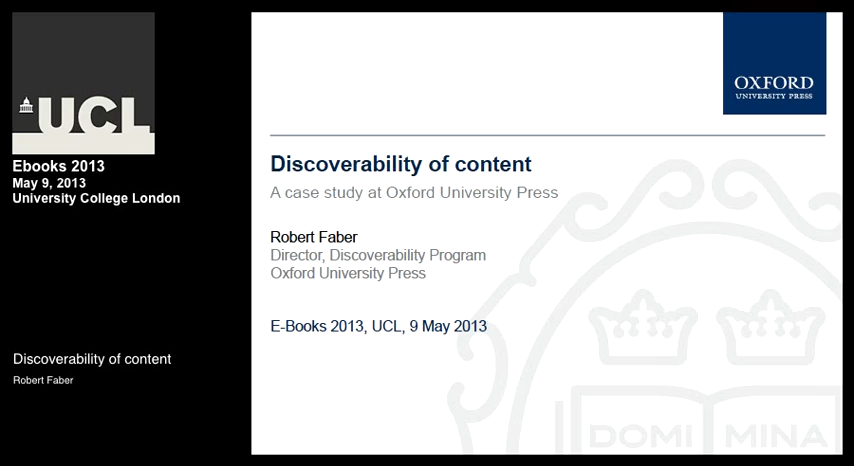 UCL
Ebooks 2013
May 9, 2013
University College London
Discoverability of content
Robert Faber
OXFORD
UNIVERSITY PRESS
Discoverability of content
A case study at Oxford University Press
Robert Faber
Director, Discoverability Program
Oxford University Press
E-Books 2013, UCL, 9 May 2013
DOMI MINA